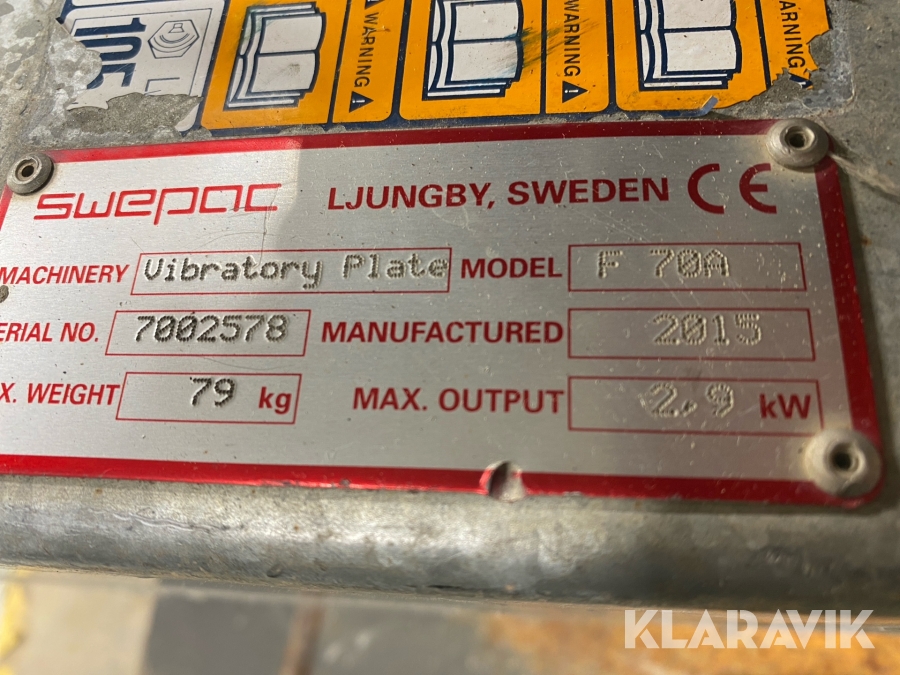 105
WARNING
WARNING
WARNING
swepac LJUNGBY, SWEDEN CE
MACHINERY Vibratory Plate MODEL F 70A
ERIAL NO. 7002578 MANUFACTURED 2015
X. WEIGHT 79 kg MAX. OUTPUT 2.9 kW
KLARAVIK